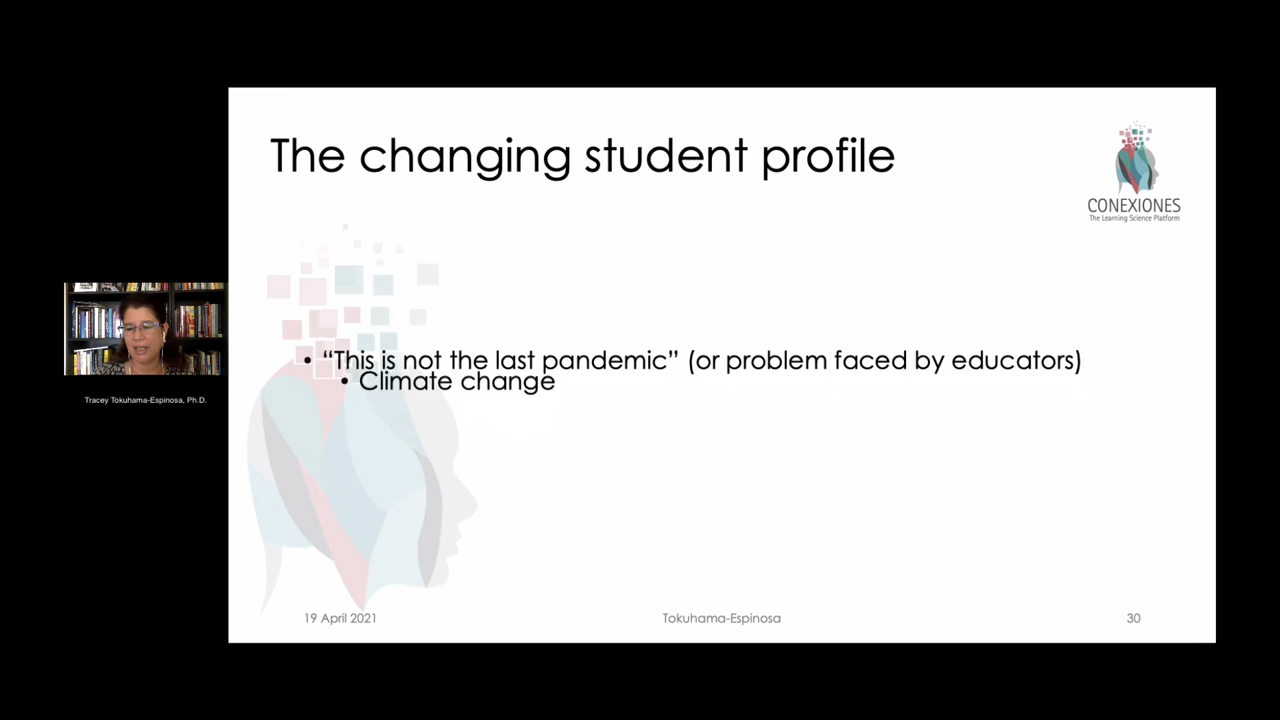 The changing student profile
CONEXIONES
The Learning Science Platform
• “This is not the last pandemic” (or problem faced by educators)
• Climate change
Tracey Tokuhama-Espinosa, Ph.D.
19 April 2021
Tokuhama-Espinosa
30